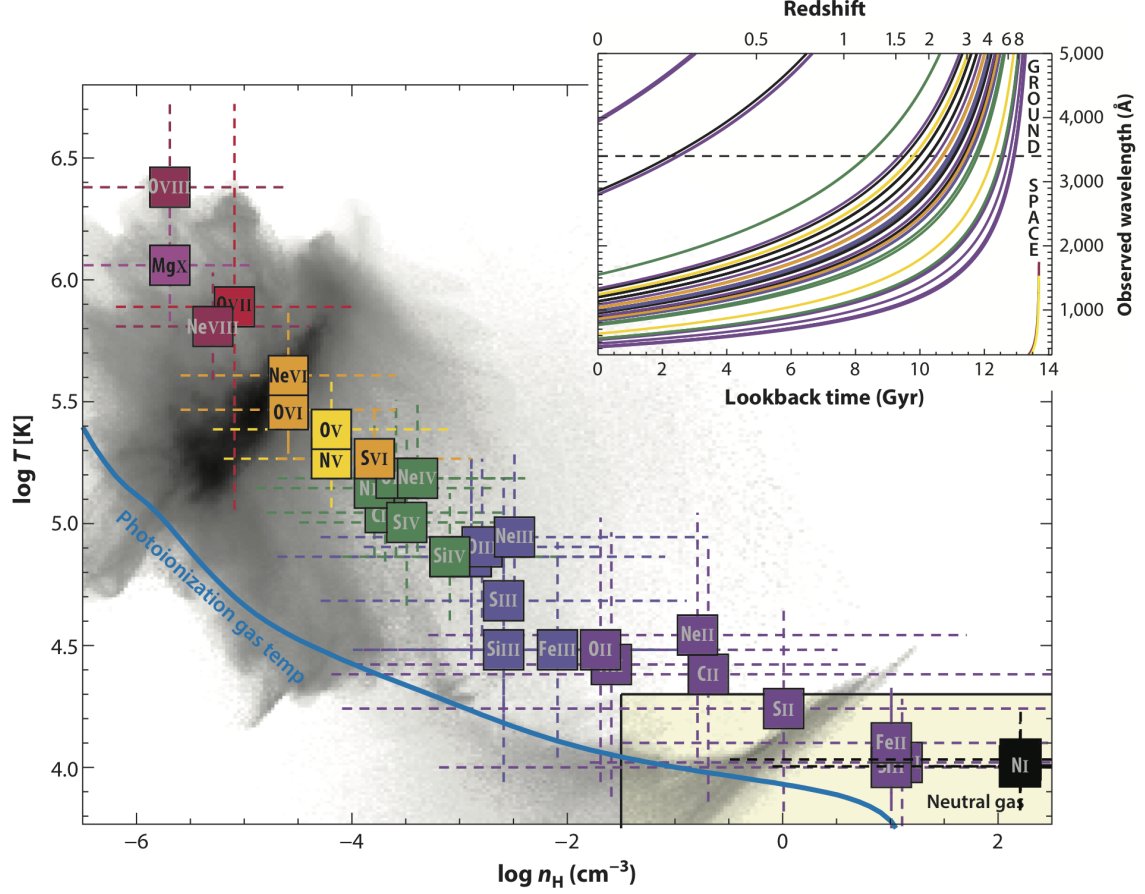 Redshift
0 0.5 1 1.5 2 3 4 6 8
5,000
4,000
3,000
2,000
1,000
Observed wavelength (Å)
GROUND
SPACE
0 2 4 6 8 10 12 14
Lookback time (Gyr)
6.5
6.0
5.5
5.0
4.5
4.0
log T [K]
OVIII
MgX
OVII
NeVIII
NeVI
OVI
OV
NV
SVI
NeIV
SIV
SiIV
NeIII
SIII
SiIII
FeIII
OII
NeII
CII
SII
FeII
NI
Photoionization gas temp
Neutral gas
−6 −4 −2 0 2
log nH (cm−3)